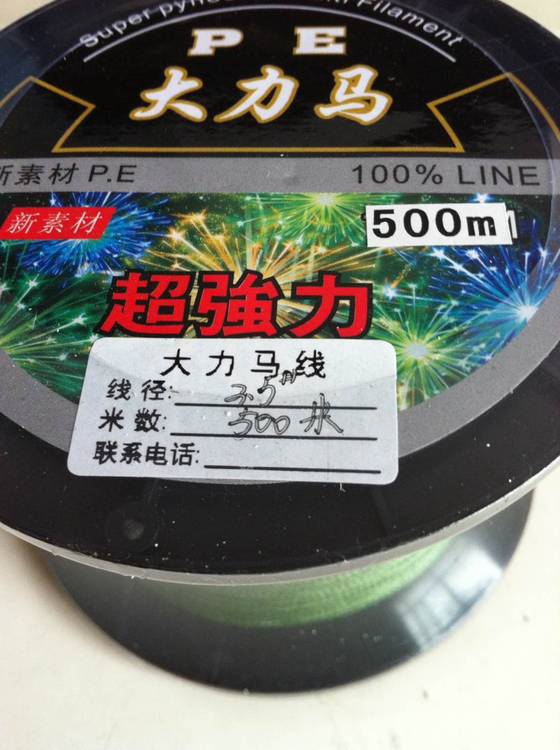 Super
Filament
P E
大力马
新素材 P.E
100% LINE
新素材
500m
超強力
大力马线
线径:
米数: 500米
联系电话: